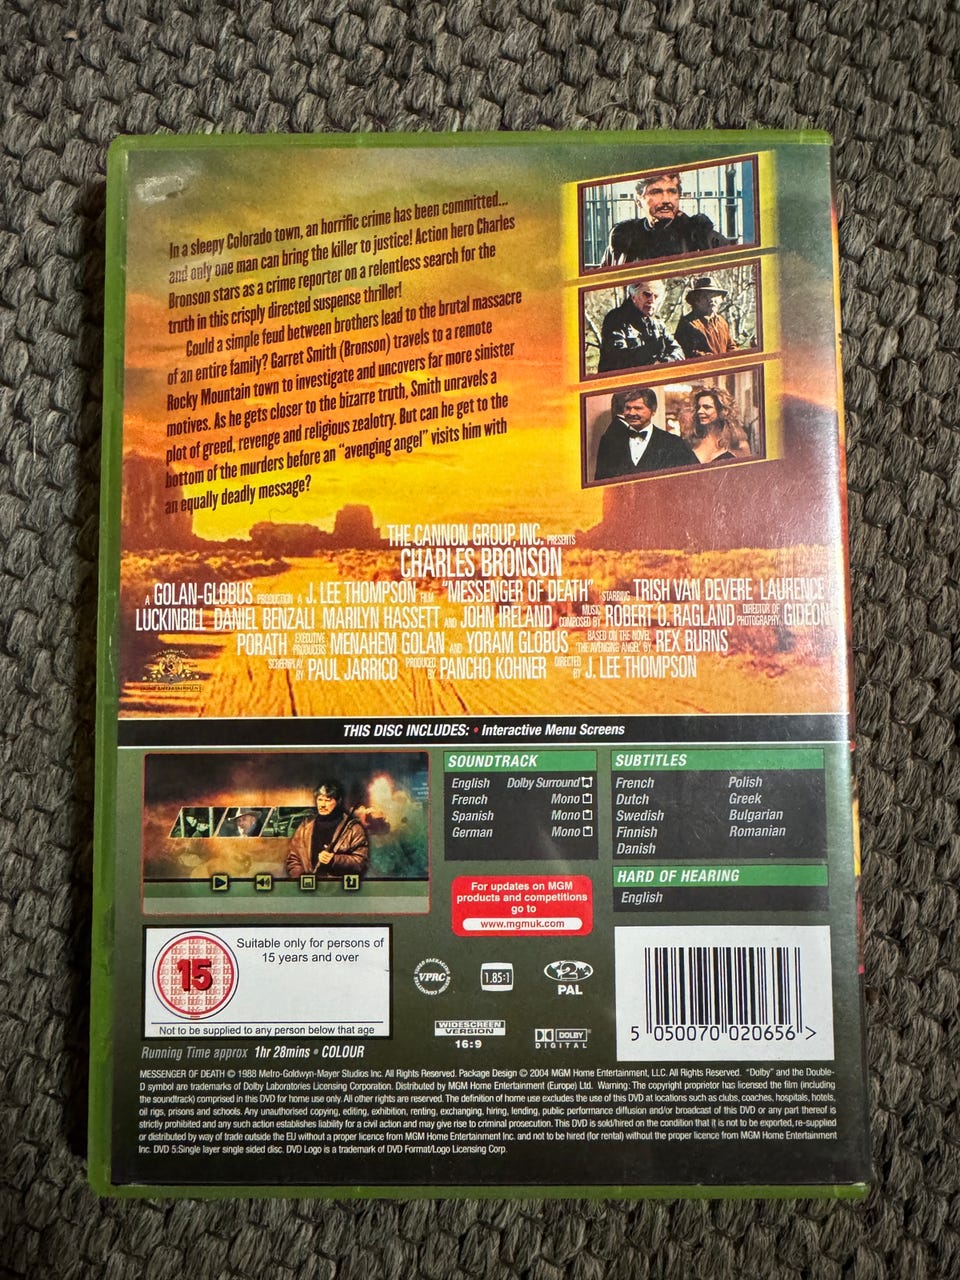 In a sleepy Colorado town, an horrific crime has been committed...
and only one man can bring the killer to justice! Action hero Charles
Bronson stars as a crime reporter on a relentless search for the
truth in this crisply directed suspense thriller!
Could a simple feud between brothers lead to the brutal massacre
of an entire family? Garret Smith (Bronson) travels to a remote
Rocky Mountain town to investigate and uncovers far more sinister
motives. As he gets closer to the bizarre truth, Smith unravels a
plot of greed, revenge and religious zealotry. But can he get to the
bottom of the murders before an “avenging angel” visits him with
an equally deadly message?
THE CANNON GROUP, INC. PRESENTS
CHARLES BRONSON
A GOLAN-GLOBUS PRODUCTION A J. LEE THOMPSON FILM “MESSENGER OF DEATH” STARRING TRISH VAN DEVERE LAURENCE
LUCKINBILL DANIEL BENZALI MARILYN HASSETT AND JOHN IRELAND MUSIC COMPOSED BY ROBERT O. RAGLAND DIRECTOR OF PHOTOGRAPHY GIDEON
PORATH EXECUTIVE PRODUCERS MENAHEM GOLAN AND YORAM GLOBUS BASED ON THE NOVEL 'THE AVENGING ANGEL' BY REX BURNS
SCREENPLAY BY PAUL JARRICO PRODUCED BY PANCHO KOHNER DIRECTED BY J. LEE THOMPSON
HOME ENTERTAINMENT
THIS DISC INCLUDES: • Interactive Menu Screens
SOUNDTRACK
English Dolby Surround
French Mono
Spanish Mono
German Mono
SUBTITLES
French Polish
Dutch Greek
Swedish Bulgarian
Finnish Romanian
Danish
HARD OF HEARING
English
For updates on MGM
products and competitions
go to
www.mgmuk.com
15
Suitable only for persons of
15 years and over
Not to be supplied to any person below that age
VPRC
1.85:1
2
PAL
WIDESCREEN
VERSION
16:9
DOLBY
DIGITAL
5 050070 020656 >
Running Time approx 1hr 28mins • COLOUR
MESSENGER OF DEATH © 1988 Metro-Goldwyn-Mayer Studios Inc. All Rights Reserved. Package Design © 2004 MGM Home Entertainment, LLC. All Rights Reserved. "Dolby" and the Double-
D symbol are trademarks of Dolby Laboratories Licensing Corporation. Distributed by MGM Home Entertainment (Europe) Ltd. Warning: The copyright proprietor has licensed the film (including
the soundtrack) comprised in this DVD for home use only. All other rights are reserved. The definition of home use excludes the use of this DVD at locations such as clubs, coaches, hospitals, hotels,
oil rigs, prisons and schools. Any unauthorised copying, editing, exhibition, renting, exchanging, hiring, lending, public performance diffusion and/or broadcast of this DVD or any part thereof is
strictly prohibited and any such action establishes liability for a civil action and may give rise to criminal prosecution. This DVD is sold/hired on the condition that it is not to be exported, re-supplied
or distributed by way of trade outside the EU without a proper licence from MGM Home Entertainment Inc. and not to be hired (for rental) without the proper licence from MGM Home Entertainment
Inc. DVD 5:Single layer single sided disc. DVD Logo is a trademark of DVD Format/Logo Licensing Corp.